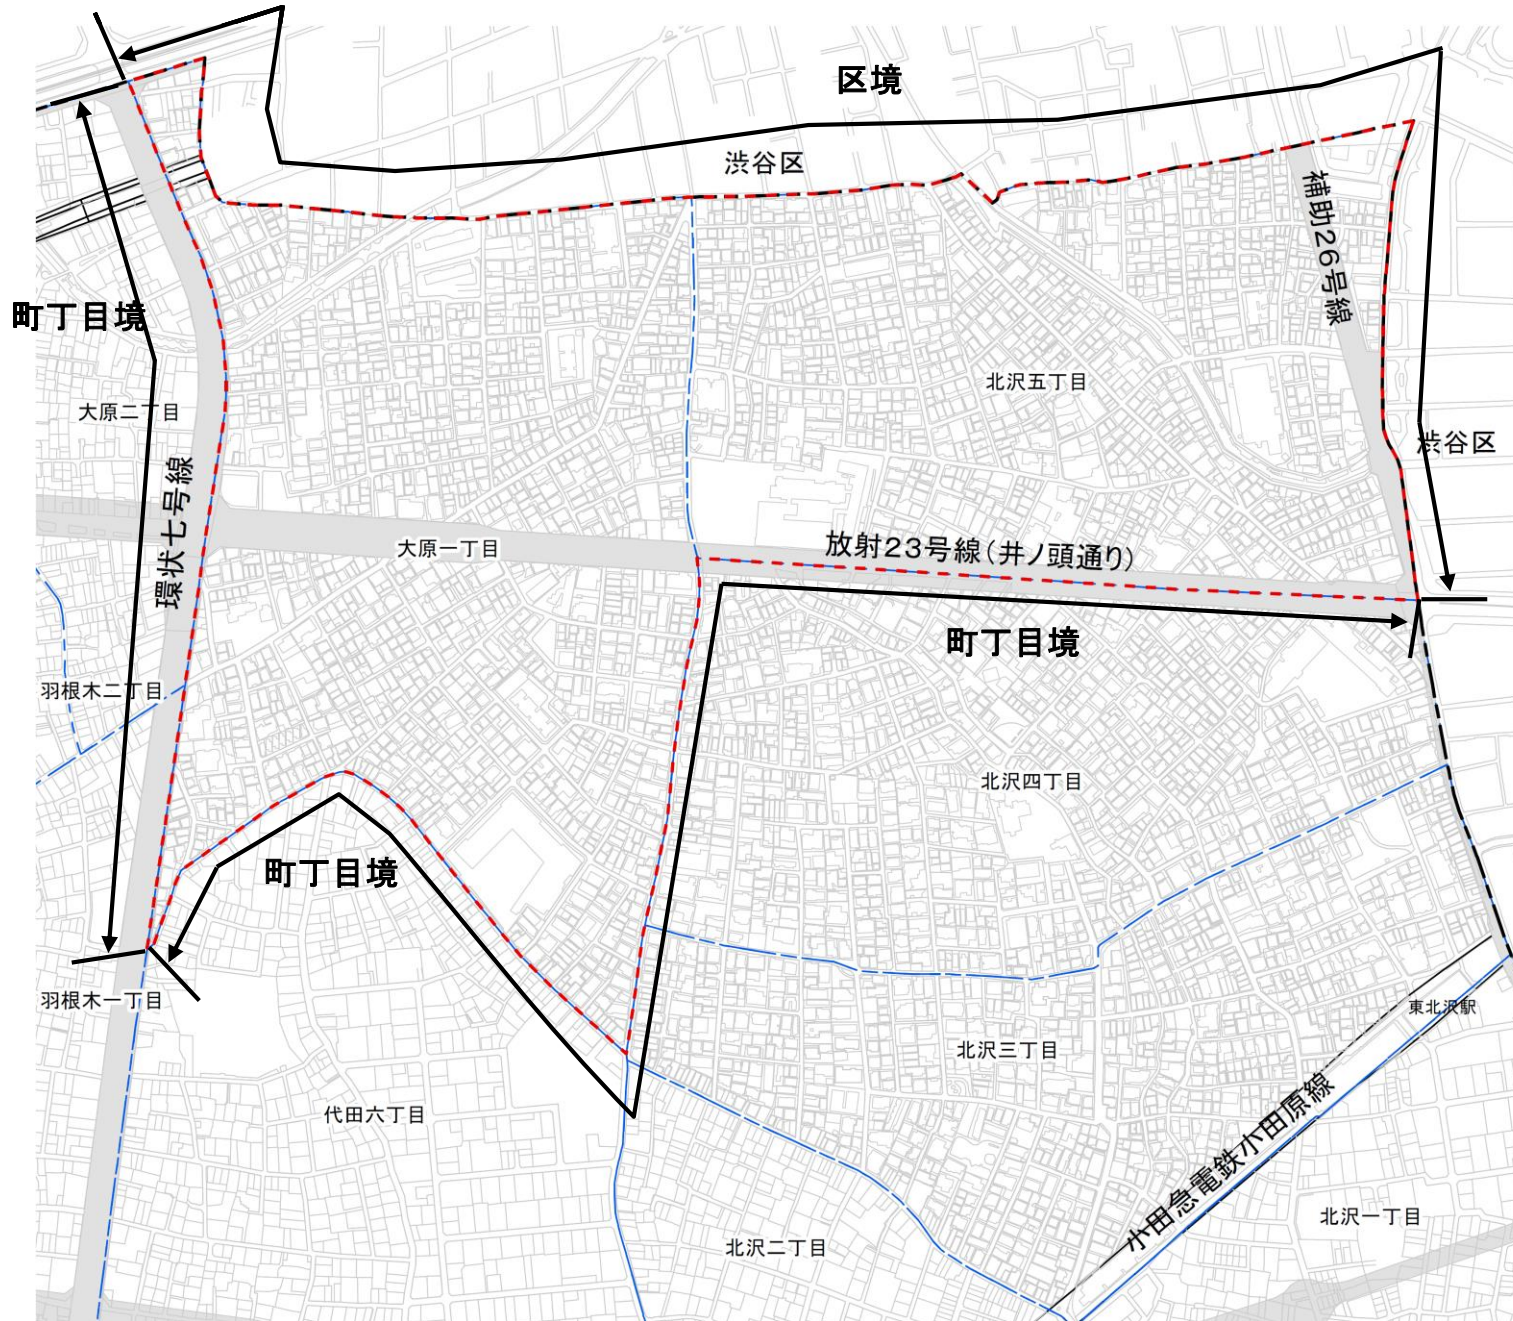 区境
渋谷区
補助26号線
町丁目境
北沢五丁目
大原二丁目
渋谷区
環状七号線
大原一丁目
放射23号線(井ノ頭通り)
町丁目境
羽根木二丁目
北沢四丁目
町丁目境
羽根木一丁目
東北沢駅
北沢三丁目
代田六丁目
小田急電鉄小田原線
北沢一丁目
北沢二丁目